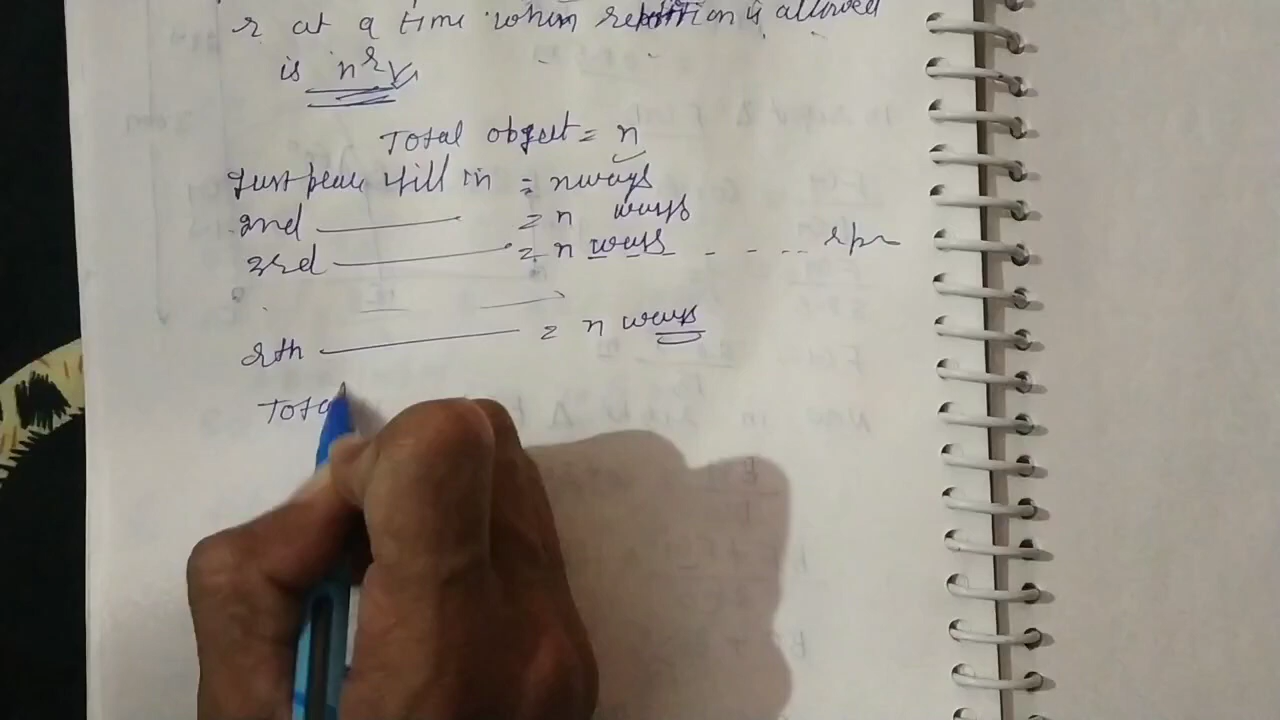 r at a time when repetition is allowed
is n^r
Total object = n
first place fill in = n ways
2nd = n ways
3rd = n ways - - - ...
rth = n ways
Tota